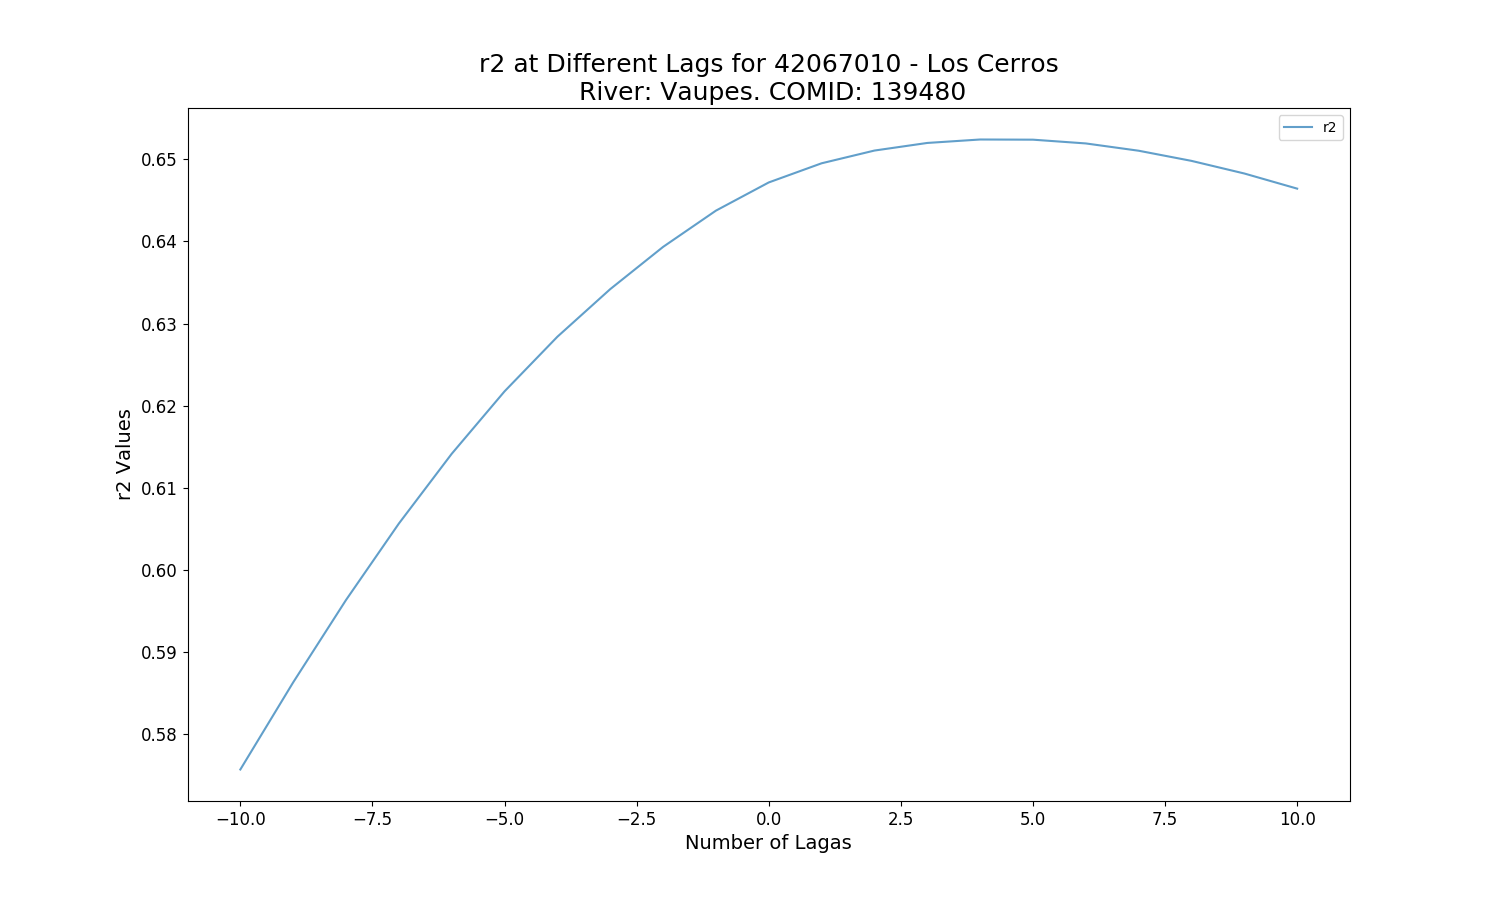 r2 at Different Lags for 42067010 - Los Cerros
River: Vaupes. COMID: 139480
r2
0.65
0.64
0.63
0.62
0.61
0.60
0.59
0.58
r2 Values
−10.0 −7.5 −5.0 −2.5 0.0 2.5 5.0 7.5 10.0
Number of Lagas